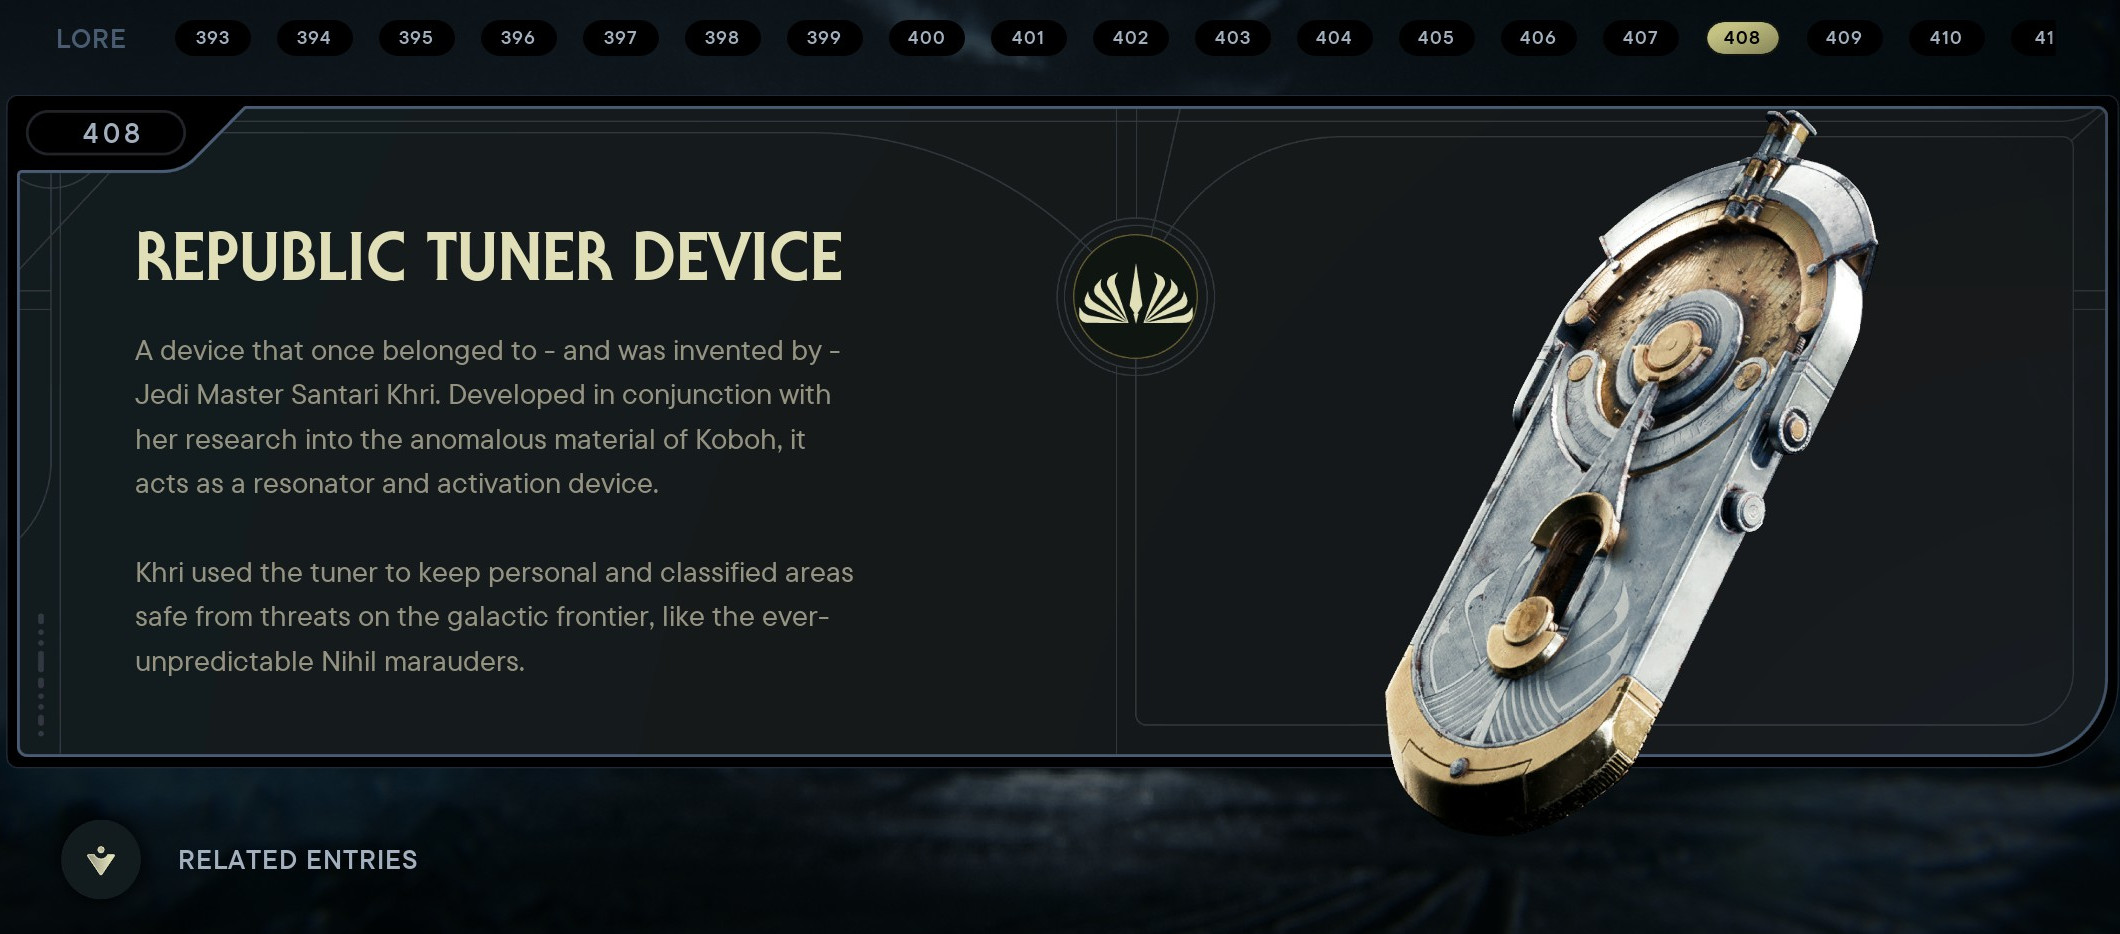 LORE 393 394 395 396 397 398 399 400 401 402 403 404 405 406 407 408 409 410 41
408
REPUBLIC TUNER DEVICE
A device that once belonged to - and was invented by -
Jedi Master Santari Khri. Developed in conjunction with
her research into the anomalous material of Koboh, it
acts as a resonator and activation device.
Khri used the tuner to keep personal and classified areas
safe from threats on the galactic frontier, like the ever-
unpredictable Nihil marauders.
RELATED ENTRIES